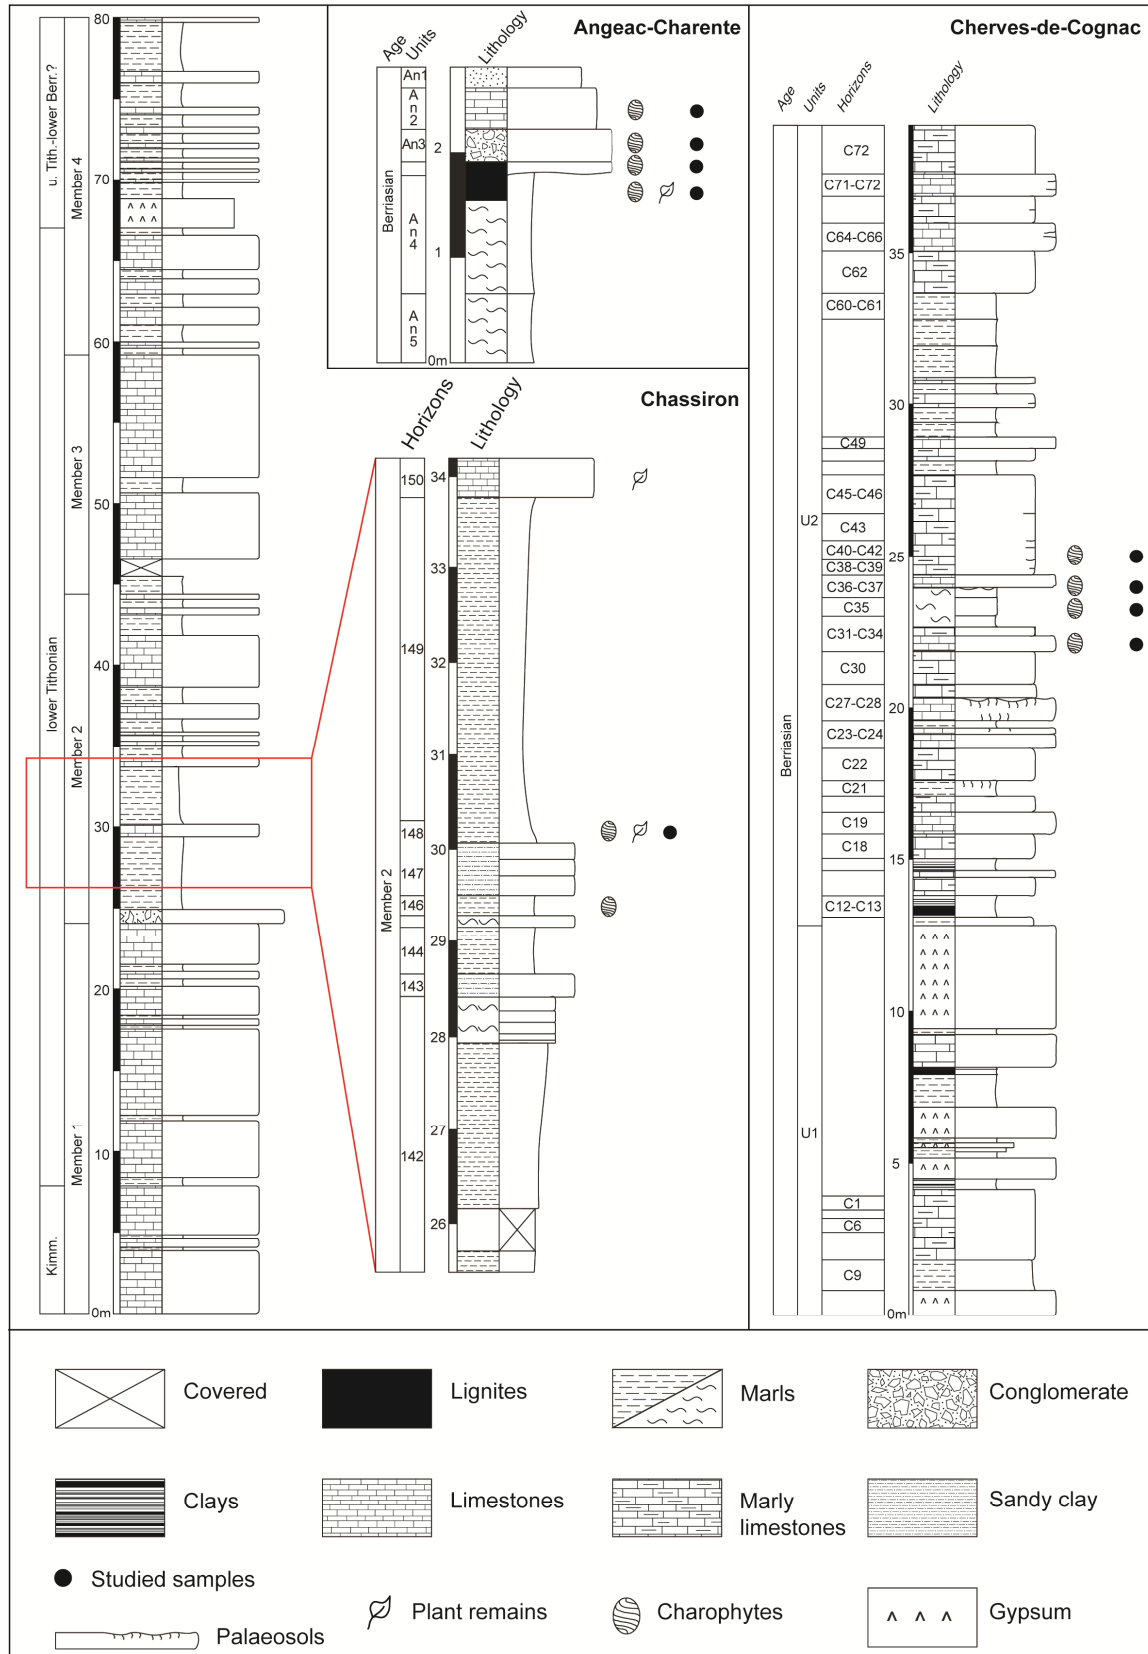 80
70
60
50
40
30
20
10
0m
u. Tith.-lower Berr.?
lower Tithonian
Kimm.
Member 4
Member 3
Member 2
Member 1
Angeac-Charente
Age
Units
Lithology
Berriasian
An1
An2
An3
An4
An5
2
1
0m
Chassiron
Horizons
Lithology
Member 2
150
149
148
147
146
144
143
142
34
33
32
31
30
29
28
27
26
Cherves-de-Cognac
Age
Units
Horizons
Lithology
Berriasian
U2
U1
C72
C71-C72
C64-C66
C62
C60-C61
C49
C45-C46
C43
C40-C42
C38-C39
C36-C37
C35
C31-C34
C30
C27-C28
C23-C24
C22
C21
C19
C18
C12-C13
C1
C6
C9
35
30
25
20
15
10
5
0m
Covered
Lignites
Marls
Conglomerate
Clays
Limestones
Marly
limestones
Sandy clay
Studied samples
Plant remains
Charophytes
Gypsum
Palaeosols